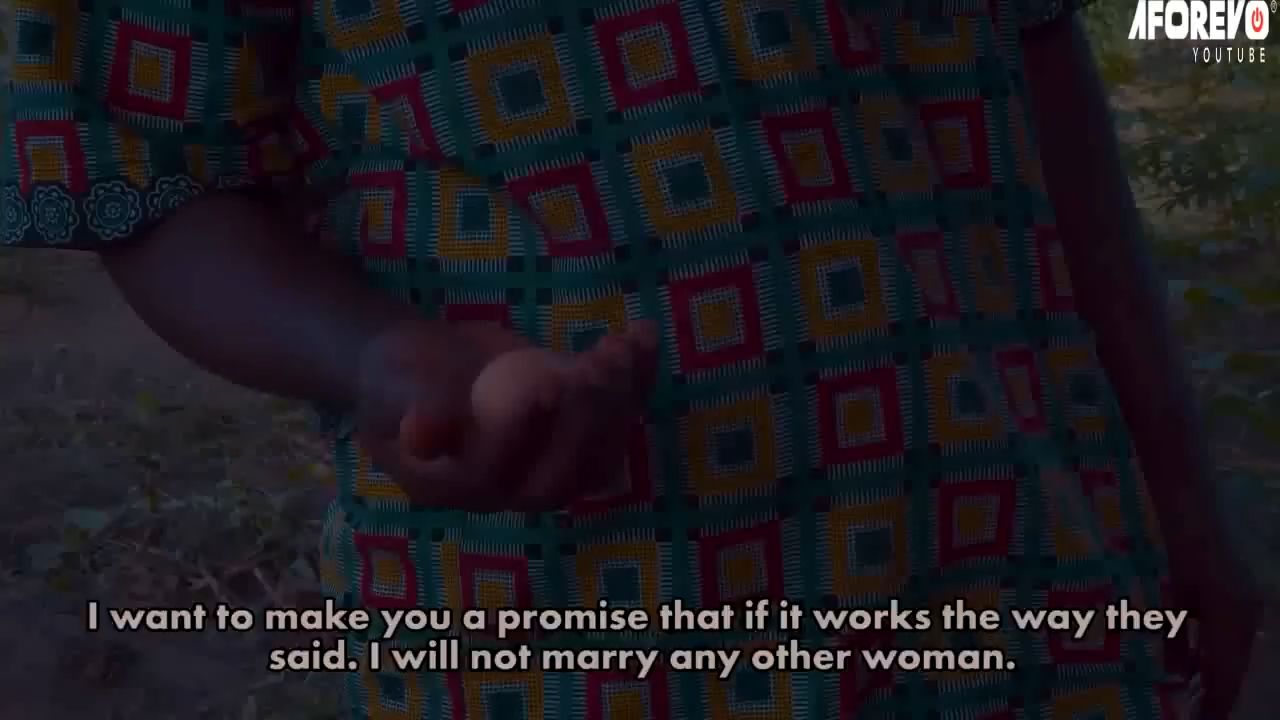 AFOREVO®
YOUTUBE
I want to make you a promise that if it works the way they
said. I will not marry any other woman.